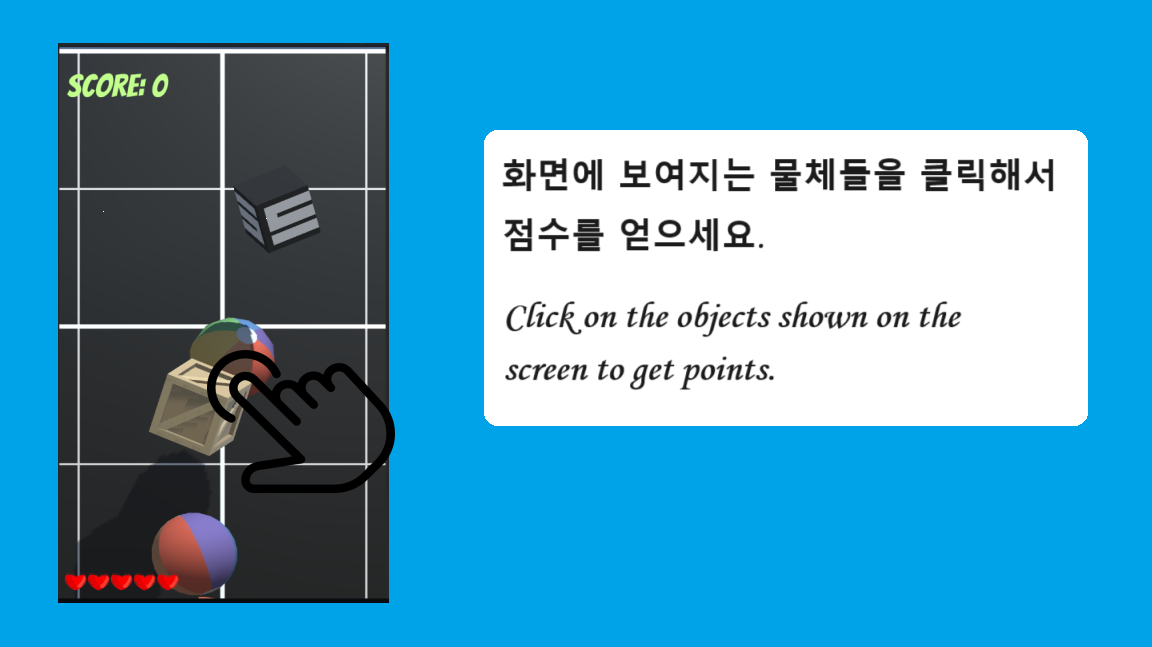 SCORE: 0
화면에 보여지는 물체들을 클릭해서
점수를 얻으세요.
Click on the objects shown on the
screen to get points.